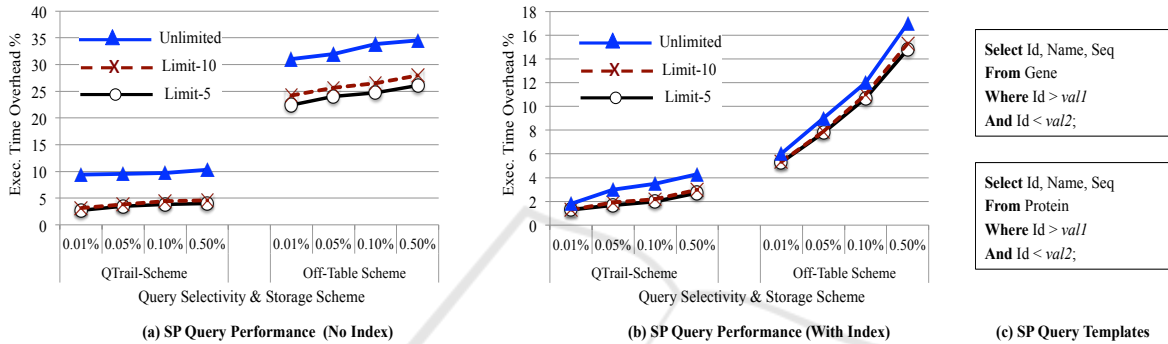 Exec. Time Overhead %
40
35
30
25
20
15
10
5
0
Unlimited
Limit-10
Limit-5
0.01% 0.05% 0.10% 0.50%
0.01% 0.05% 0.10% 0.50%
QTrail-Scheme
Off-Table Scheme
Query Selectivity & Storage Scheme
(a) SP Query Performance (No Index)
Exec. Time Overhead %
18
16
14
12
10
8
6
4
2
0
Unlimited
Limit-10
Limit-5
0.01% 0.05% 0.10% 0.50%
0.01% 0.05% 0.10% 0.50%
QTrail-Scheme
Off-Table Scheme
Query Selectivity & Storage Scheme
(b) SP Query Performance (With Index)
Select Id, Name, Seq
From Gene
Where Id > val1
And Id < val2;
Select Id, Name, Seq
From Protein
Where Id > val1
And Id < val2;
(c) SP Query Templates